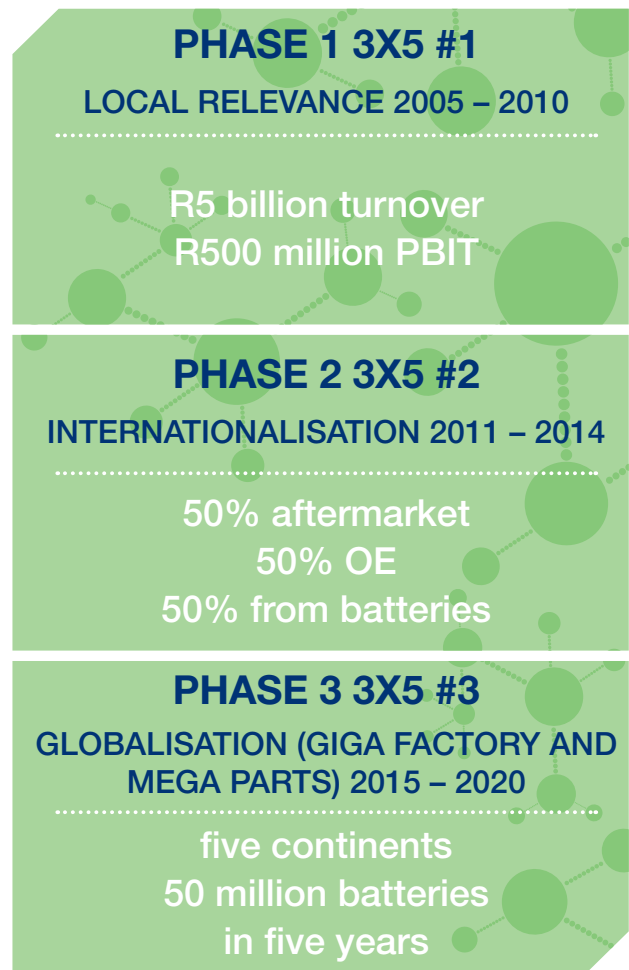 PHASE 1 3X5 #1
LOCAL RELEVANCE 2005 – 2010
R5 billion turnover
R500 million PBIT
PHASE 2 3X5 #2
INTERNATIONALISATION 2011 – 2014
50% aftermarket
50% OE
50% from batteries
PHASE 3 3X5 #3
GLOBALISATION (GIGA FACTORY AND
MEGA PARTS) 2015 – 2020
five continents
50 million batteries
in five years